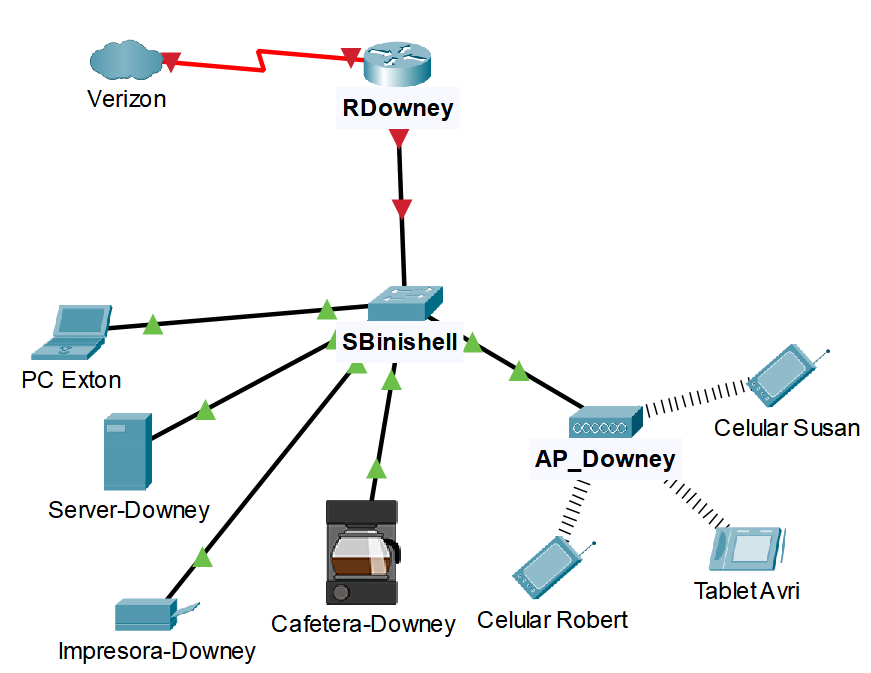 Verizon
RDowney
SBinishell
PC Exton
Celular Susan
AP_Downey
Server-Downey
Tablet Avri
Cafetera-Downey
Celular Robert
Impresora-Downey